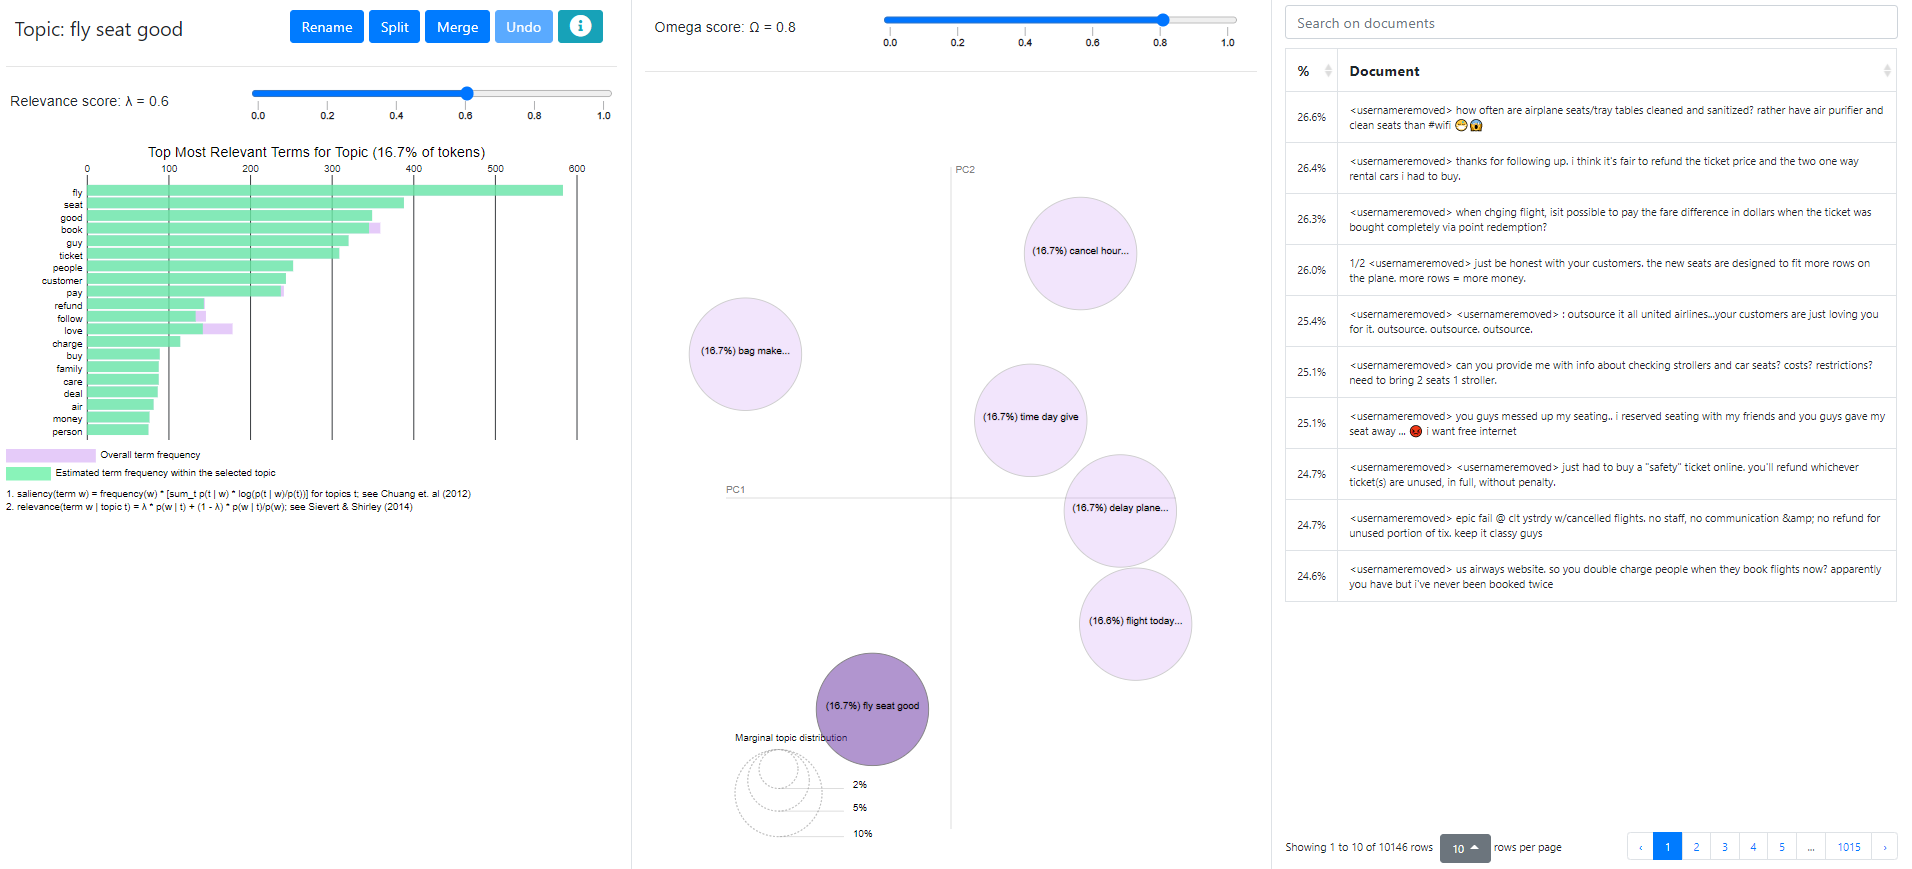 Topic: fly seat good
Rename
Split
Merge
Undo
Relevance score: λ = 0.6
0.0 0.2 0.4 0.6 0.8 1.0
Top Most Relevant Terms for Topic (16.7% of tokens)
0 100 200 300 400 500 600
fly
seat
good
book
guy
ticket
people
customer
pay
refund
follow
love
charge
buy
family
care
deal
air
money
person
Overall term frequency
Estimated term frequency within the selected topic
1. saliency(term w) = frequency(w) * [sum_t p(t | w) * log(p(t | w)/p(t))] for topics t; see Chuang et. al (2012)
2. relevance(term w | topic t) = λ * p(w | t) + (1 - λ) * p(w | t)/p(w); see Sievert & Shirley (2014)
Omega score: Ω = 0.8
0.0 0.2 0.4 0.6 0.8 1.0
PC2
(16.7%) cancel hour...
(16.7%) bag make...
(16.7%) time day give
PC1
(16.7%) delay plane...
(16.6%) flight today...
(16.7%) fly seat good
Marginal topic distribution
2%
5%
10%
Search on documents
% Document
26.6% <usernameremoved> how often are airplane seats/tray tables cleaned and sanitized? rather have air purifier and
clean seats than #wifi 😷😱
26.4% <usernameremoved> thanks for following up. i think it's fair to refund the ticket price and the two one way
rental cars i had to buy.
26.3% <usernameremoved> when chging flight, isit possible to pay the fare difference in dollars when the ticket was
bought completely via point redemption?
26.0% 1/2 <usernameremoved> just be honest with your customers. the new seats are designed to fit more rows on
the plane. more rows = more money.
25.4% <usernameremoved> <usernameremoved> : outsource it all united airlines...your customers are just loving you
for it. outsource. outsource. outsource.
25.1% <usernameremoved> can you provide me with info about checking strollers and car seats? costs? restrictions?
need to bring 2 seats 1 stroller.
25.1% <usernameremoved> you guys messed up my seating.. i reserved seating with my friends and you guys gave my
seat away ... 😡 i want free internet
24.7% <usernameremoved> <usernameremoved> just had to buy a "safety" ticket online. you'll refund whichever
ticket(s) are unused, in full, without penalty.
24.7% <usernameremoved> epic fail @ clt ystrdy w/cancelled flights. no staff, no communication &amp; no refund for
unused portion of tix. keep it classy guys
24.6% <usernameremoved> us airways website. so you double charge people when they book flights now? apparently
you have but i've never been booked twice
Showing 1 to 10 of 10146 rows 10 rows per page
‹ 1 2 3 4 5 ... 1015 ›